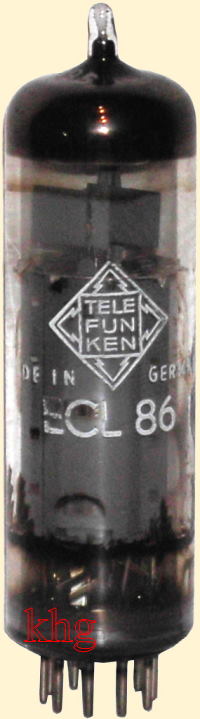 TELE
FUN
KEN
DE IN GERMA
ECL 86
khg